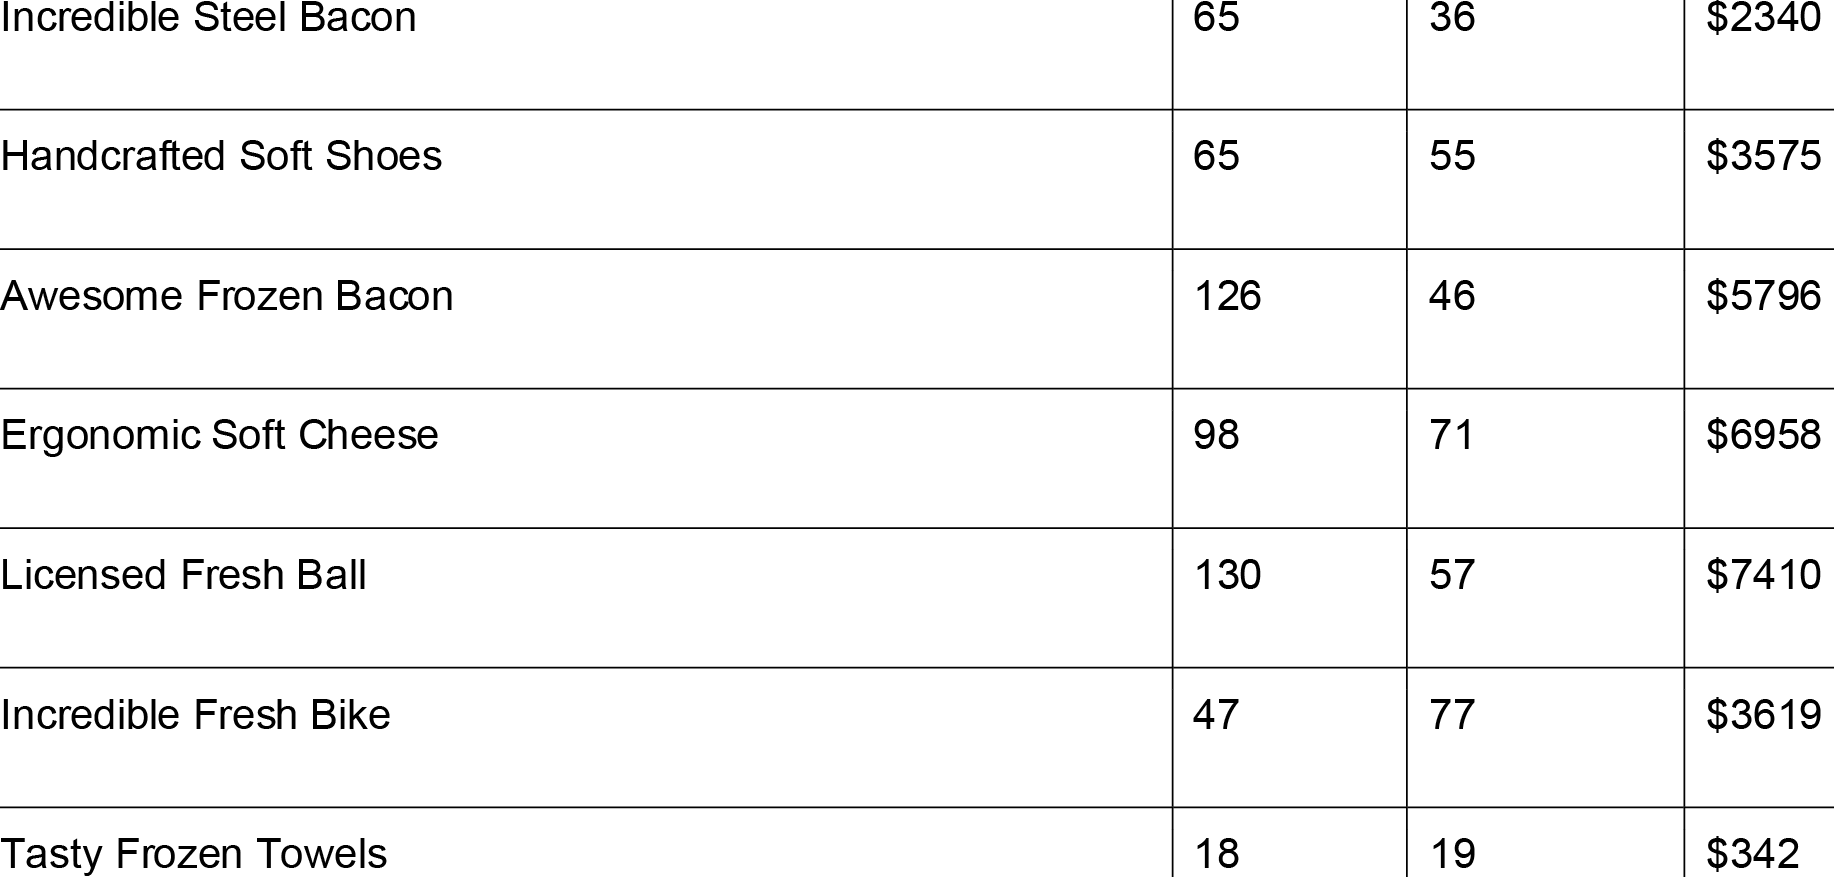 Incredible Steel Bacon 65 36 $2340
Handcrafted Soft Shoes 65 55 $3575
Awesome Frozen Bacon 126 46 $5796
Ergonomic Soft Cheese 98 71 $6958
Licensed Fresh Ball 130 57 $7410
Incredible Fresh Bike 47 77 $3619
Tasty Frozen Towels 18 19 $342